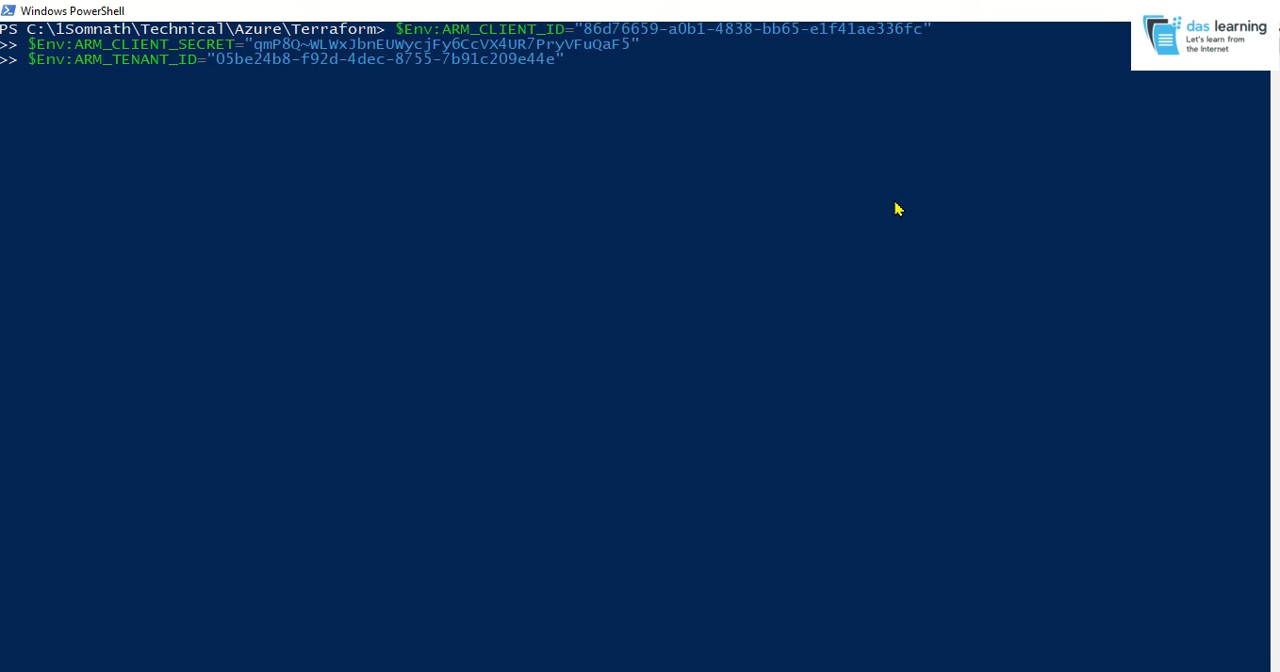 Windows PowerShell
PS C:\lSomnath\Technical\Azure\Terraform> $Env:ARM_CLIENT_ID="86d76659-a0b1-4838-bb65-e1f41ae336fc"
>> $Env:ARM_CLIENT_SECRET="qmP8Q~WLWxJbnEUWycjFy6CcVX4UR7PryVFuQaF5"
>> $Env:ARM_TENANT_ID="05be24b8-f92d-4dec-8755-7b91c209e44e"
das learning
Let's learn from
the Internet